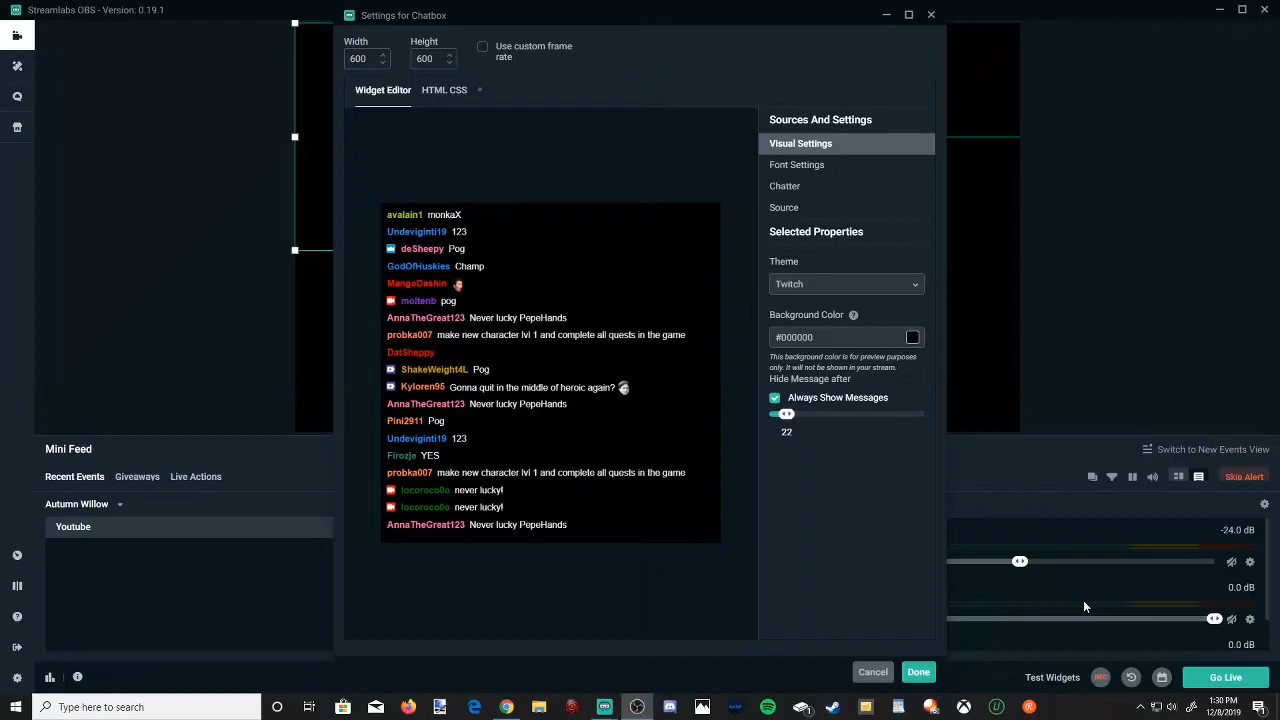 Streamlabs OBS - Version: 0.19.1
Settings for Chatbox
Width
Height
600
600
Use custom frame
rate
Widget Editor
HTML CSS
avalain1 monkaX
Undeviginti19 123
deSheepy Pog
GodOfHuskies Champ
MangoDashin
moltenb pog
AnnaTheGreat123 Never lucky PepeHands
probka007 make new character lvl 1 and complete all quests in the game
DatSheppy
ShakeWeight4L Pog
Kyloren95 Gonna quit in the middle of heroic again?
AnnaTheGreat123 Never lucky PepeHands
Pini2911 Pog
Undeviginti19 123
Firozje YES
probka007 make new character lvl 1 and complete all quests in the game
locoroco0o never lucky!
locoroco0o never lucky!
AnnaTheGreat123 Never lucky PepeHands
Sources And Settings
Visual Settings
Font Settings
Chatter
Source
Selected Properties
Theme
Twitch
Background Color
#000000
This background color is for preview purposes
only. It will not be shown in your stream.
Hide Message after
Always Show Messages
22
Cancel
Done
Mini Feed
Switch to New Events View
Recent Events
Giveaways
Live Actions
Skip Alert
Autumn Willow
Youtube
-24.0 dB
0.0 dB
0.0 dB
Test Widgets
REC
Go Live
Type here to search
1:30 PM
12/8/2019